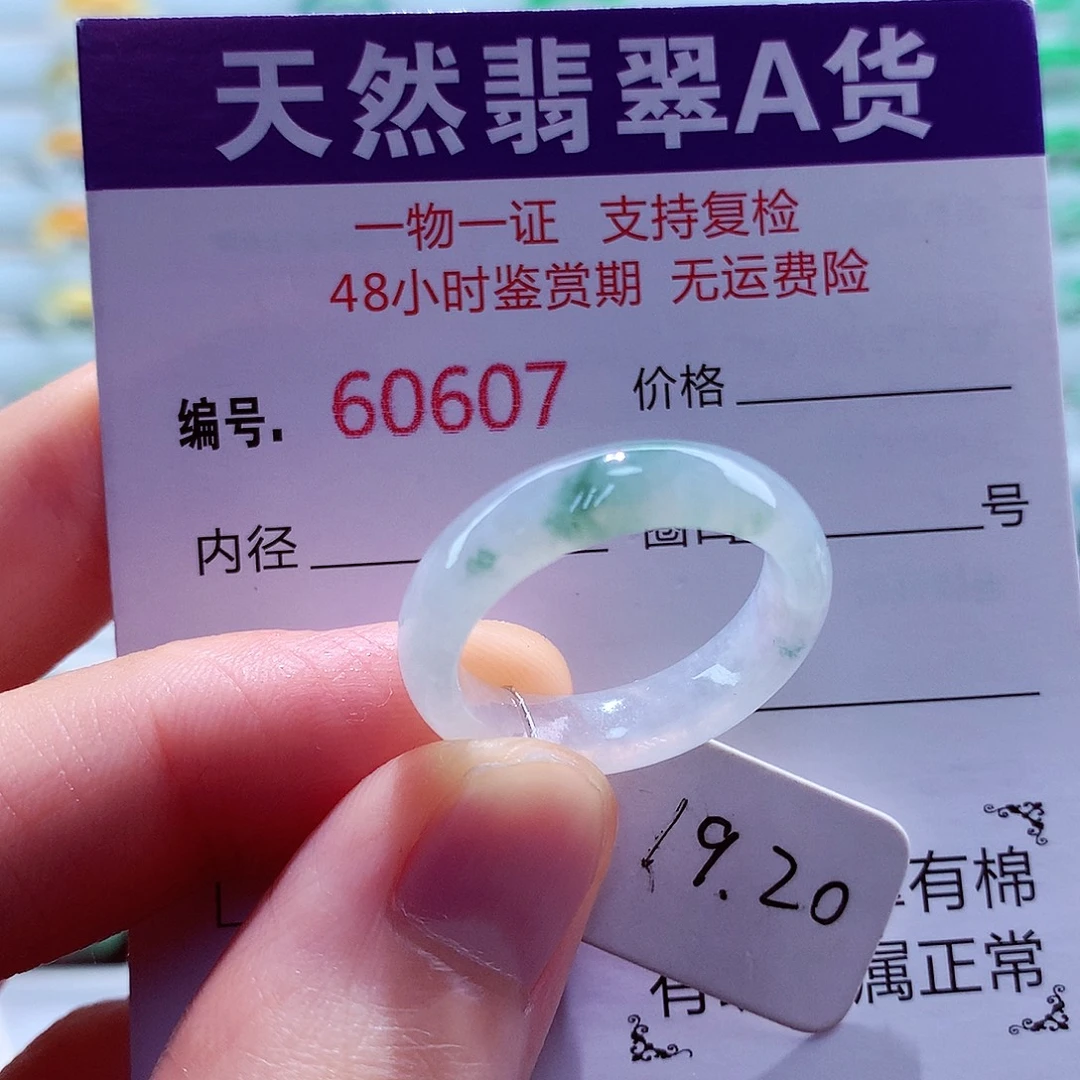 天然翡翠A货
一物一证 支持复检
48小时鉴赏期 无运费险
编号. 60607 价格
内径 号
19.20
有棉
有 属正常